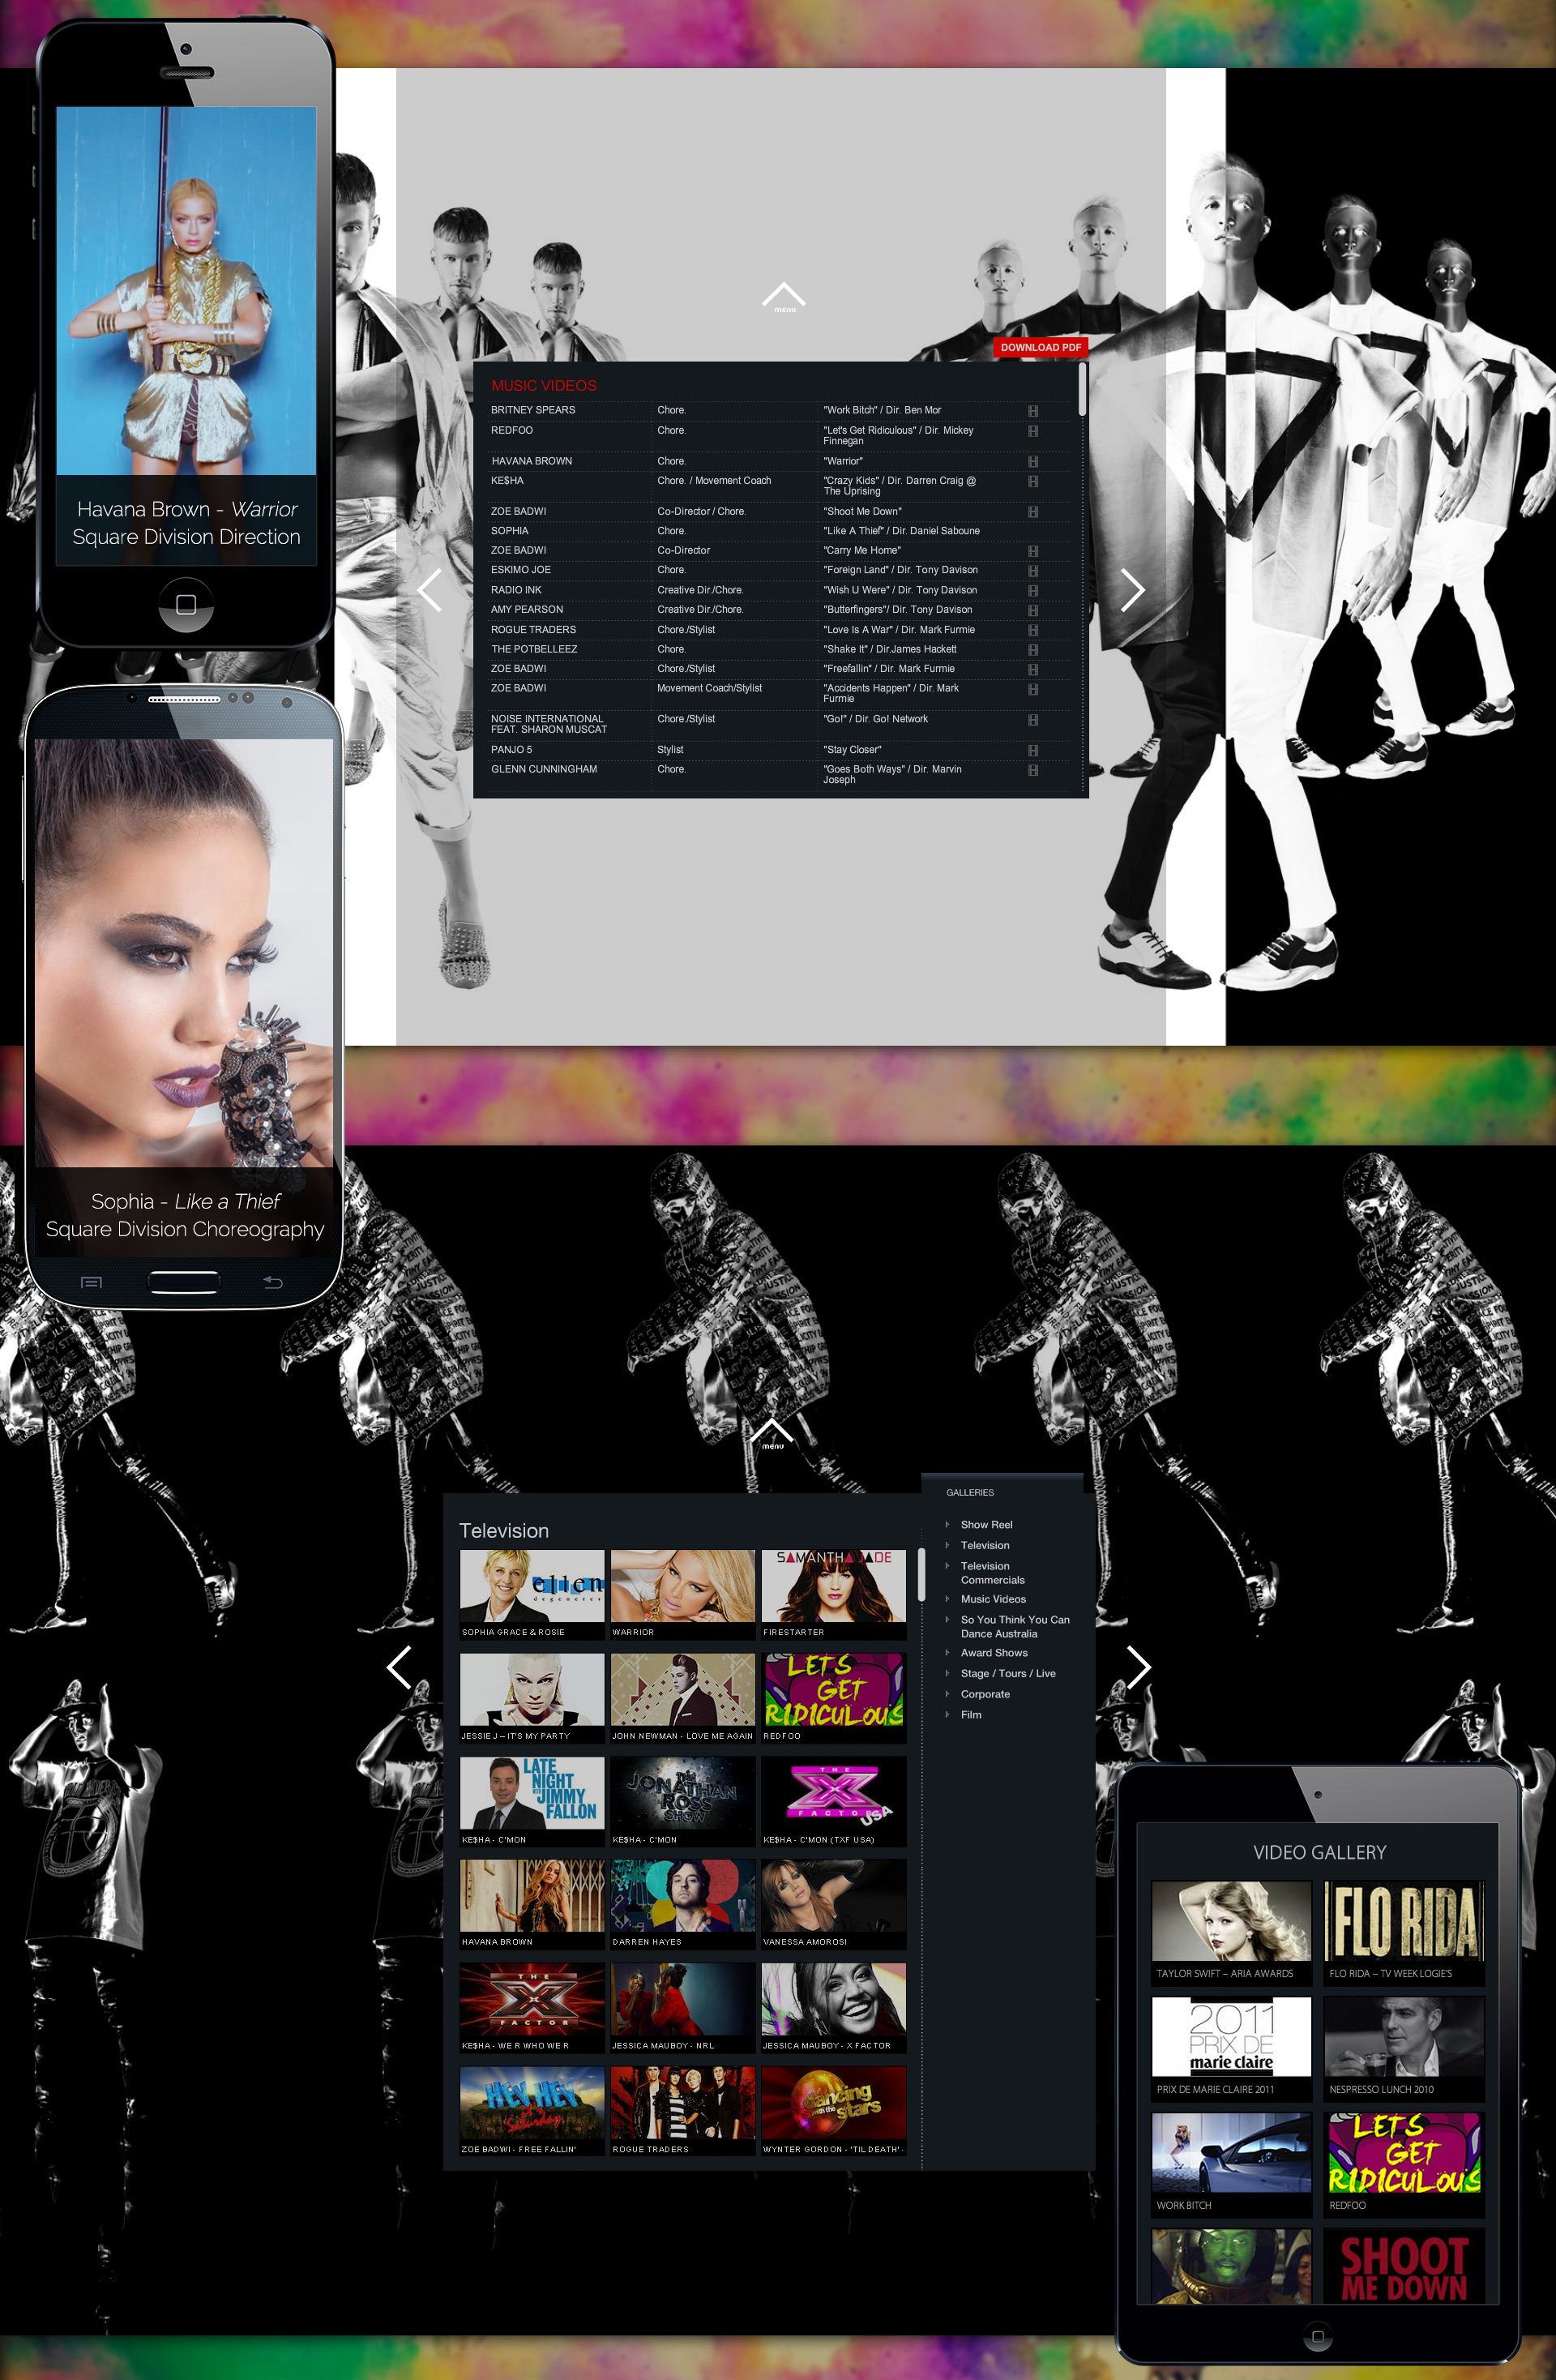 Havana Brown - Warrior
Square Division Direction
menu
DOWNLOAD PDF
MUSIC VIDEOS
BRITNEY SPEARS Chore. "Work Bitch" / Dir. Ben Mor
REDFOO Chore. "Let's Get Ridiculous" / Dir. Mickey
Finnegan
HAVANA BROWN Chore. "Warrior"
KE$HA Chore. / Movement Coach "Crazy Kids" / Dir. Darren Craig @
The Uprising
ZOE BADWI Co-Director / Chore. "Shoot Me Down"
SOPHIA Chore. "Like A Thief" / Dir. Daniel Saboune
ZOE BADWI Co-Director "Carry Me Home"
ESKIMO JOE Chore. "Foreign Land" / Dir. Tony Davison
RADIO INK Creative Dir./Chore. "Wish U Were" / Dir. Tony Davison
AMY PEARSON Creative Dir./Chore. "Butterfingers"/ Dir. Tony Davison
ROGUE TRADERS Chore./Stylist "Love Is A War" / Dir. Mark Furmie
THE POTBELLEEZ Chore. "Shake It" / Dir.James Hackett
ZOE BADWI Chore./Stylist "Freefallin" / Dir. Mark Furmie
ZOE BADWI Movement Coach/Stylist "Accidents Happen" / Dir. Mark
Furmie
NOISE INTERNATIONAL Chore./Stylist "Go!" / Dir. Go! Network
FEAT. SHARON MUSCAT
PANJO 5 Stylist "Stay Closer"
GLENN CUNNINGHAM Chore. "Goes Both Ways" / Dir. Marvin
Joseph
Sophia - Like a Thief
Square Division Choreography
menu
GALLERIES
Show Reel
Television
Television
Commercials
Music Videos
So You Think You Can
Dance Australia
Award Shows
Stage / Tours / Live
Corporate
Film
Television
ellen
degeneres
SAMANTHA JADE
SOPHIA GRACE & ROSIE
WARRIOR
FIRESTARTER
LETS
GET
RIDICULOUS
JESSIE J – IT'S MY PARTY
JOHN NEWMAN - LOVE ME AGAIN
REDFOO
LATE
NIGHT
WITH JIMMY
FALLON
THE
JONATHAN
ROSS
SHOW
THE
X
FACTOR
USA
KE$HA - C'MON
KE$HA - C'MON
KE$HA - C'MON (TXF USA)
HAVANA BROWN
DARREN HAYES
VANESSA AMOROSI
THE
X
FACTOR
KE$HA - WE R WHO WE R
JESSICA MAUBOY - NRL
JESSICA MAUBOY - X FACTOR
HEY HEY
it's Saturday
dancing
with the
stars
ZOE BADWI - FREE FALLIN'
ROGUE TRADERS
WYNTER GORDON - 'TIL DEATH'
VIDEO GALLERY
FLO RIDA
TAYLOR SWIFT – ARIA AWARDS
FLO RIDA – TV WEEK LOGIE'S
2011
PRIX DE
marie claire
PRIX DE MARIE CLAIRE 2011
NESPRESSO LUNCH 2010
LETS
GET
RIDICULOUS
WORK BITCH
REDFOO
SHOOT
ME DOWN